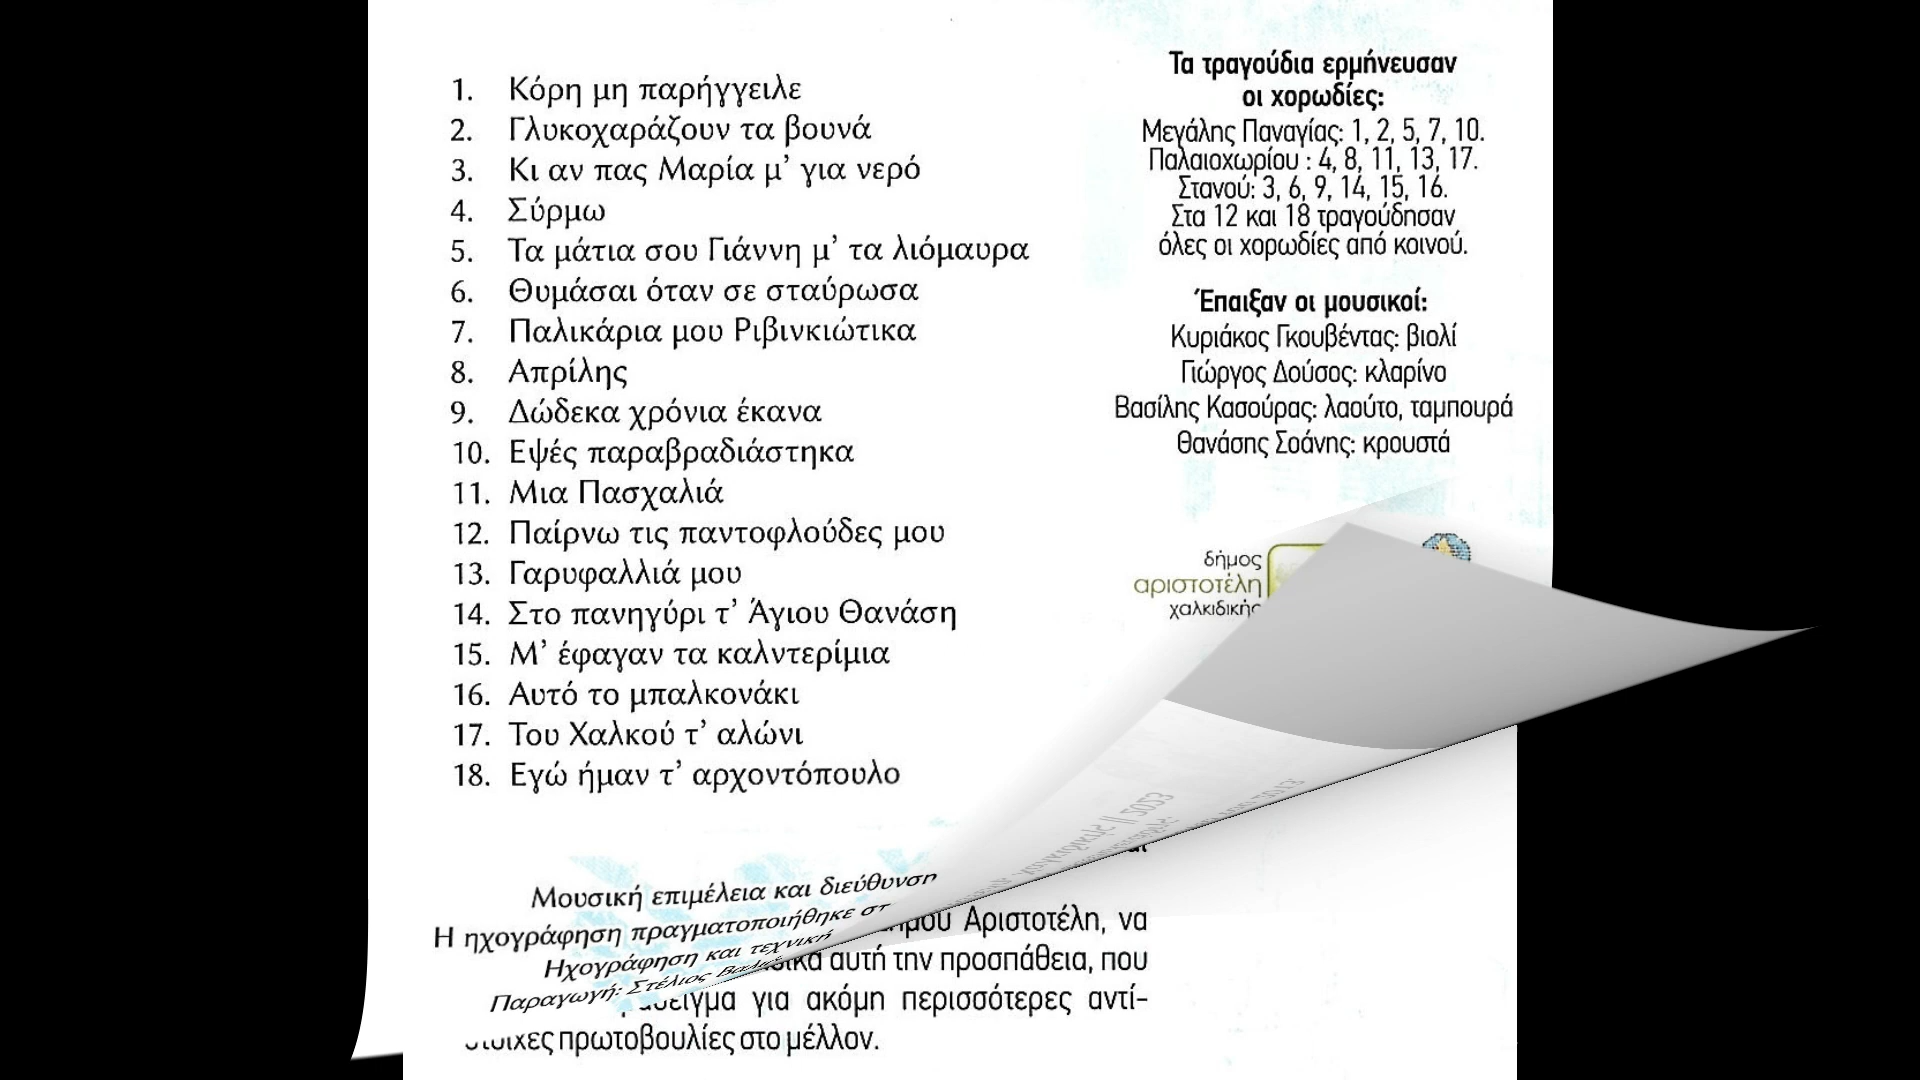 1. Κόρη μη παρήγγειλε
2. Γλυκοχαράζουν τα βουνά
3. Κι αν πας Μαρία μ’ για νερό
4. Σύρμω
5. Τα μάτια σου Γιάννη μ’ τα λιόμαυρα
6. Θυμάσαι όταν σε σταύρωσα
7. Παλικάρια μου Ριβινκιώτικα
8. Απρίλης
9. Δώδεκα χρόνια έκανα
10. Εψές παραβραδιάστηκα
11. Μια Πασχαλιά
12. Παίρνω τις παντοφλούδες μου
13. Γαρυφαλλιά μου
14. Στο πανηγύρι τ’ Άγιου Θανάση
15. Μ’ έφαγαν τα καλντερίμια
16. Αυτό το μπαλκονάκι
17. Του Χαλκού τ’ αλώνι
18. Εγώ ήμαν τ’ αρχοντόπουλο
Τα τραγούδια ερμήνευσαν
οι χορωδίες:
Μεγάλης Παναγίας: 1, 2, 5, 7, 10.
Παλαιοχωρίου : 4, 8, 11, 13, 17.
Στανού: 3, 6, 9, 14, 15, 16.
Στα 12 και 18 τραγούδησαν
όλες οι χορωδίες από κοινού.
Έπαιξαν οι μουσικοί:
Κυριάκος Γκουβέντας: βιολί
Γιώργος Δούσος: κλαρίνο
Βασίλης Κασούρας: λαούτο, ταμπουρά
Θανάσης Σοάνης: κρουστά
δήμος
αριστοτέλη
χαλκιδικής
Μουσική επιμέλεια και διεύθυνση
Η ηχογράφηση πραγματοποιήθηκε στ
Ηχογράφηση και τεχνική
Παραγωγή: Στέλιος
2023
Αριστοτέλη, να
αυτή την προσπάθεια, που
για ακόμη περισσότερες αντί-
πρωτοβουλίες στο μέλλον.